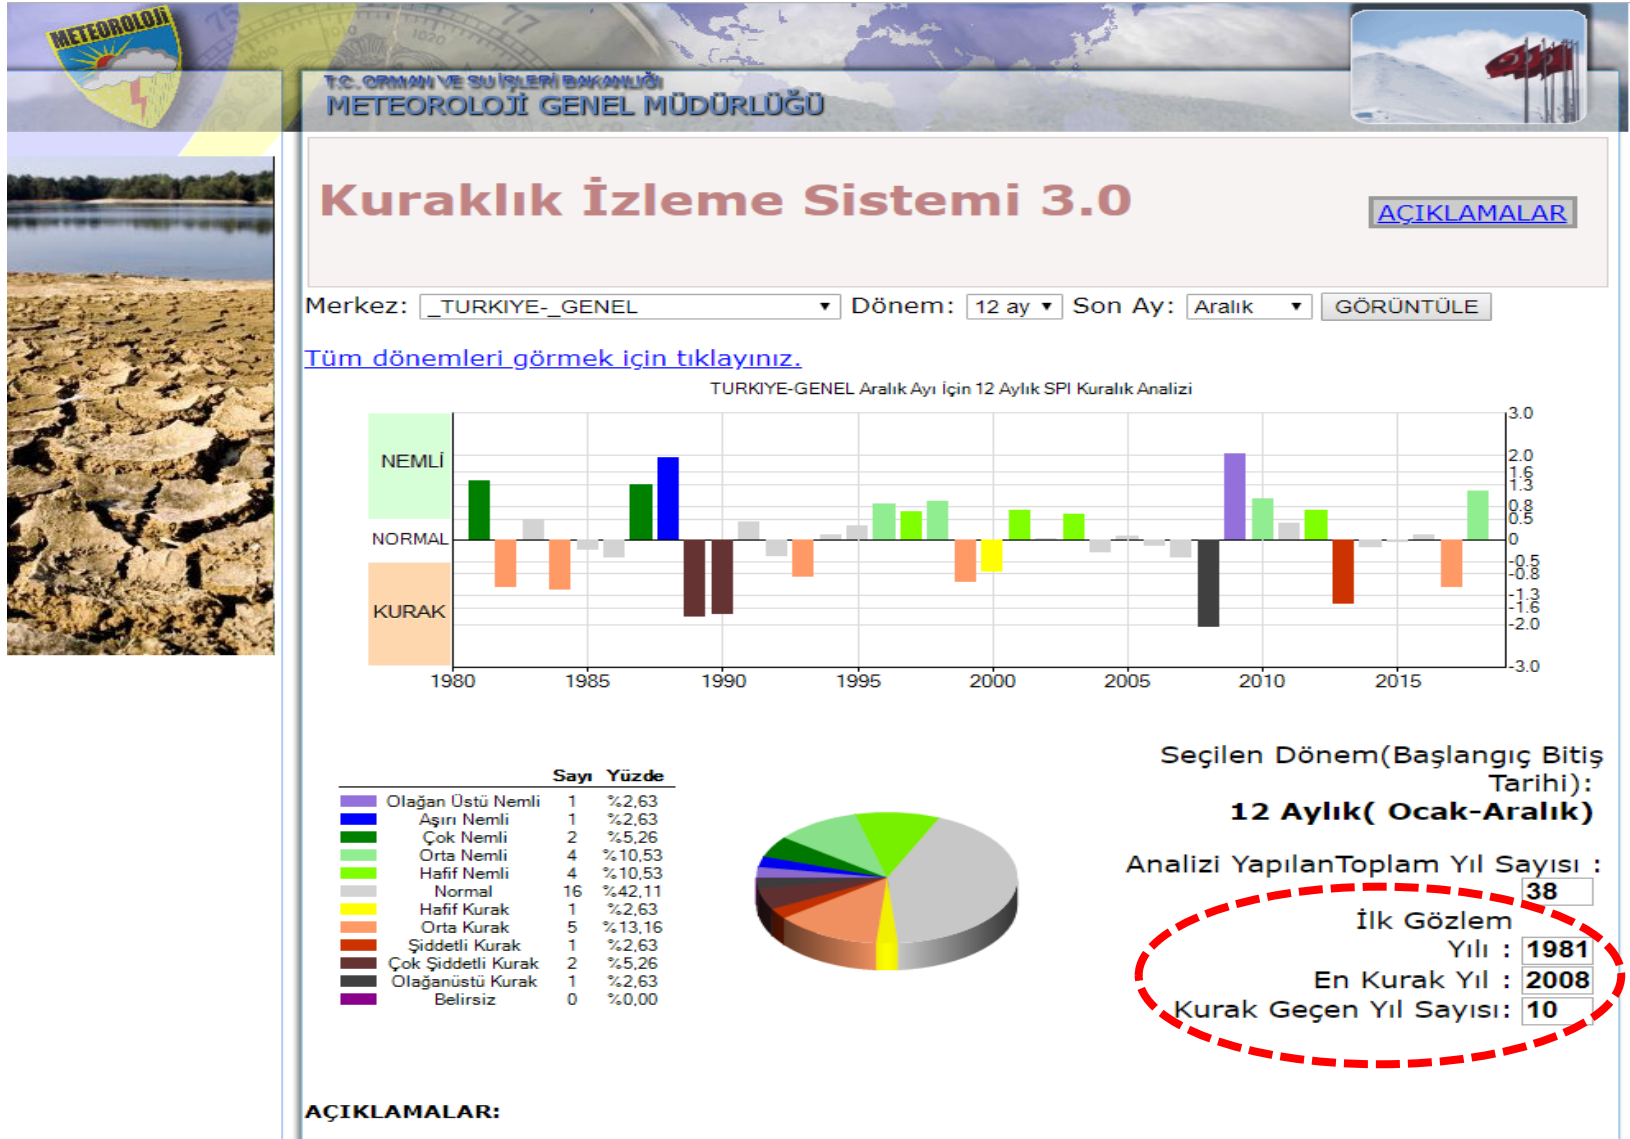 METEOROLOJİ
T.C. ORMAN VE SU İŞLERİ BAKANLIĞI
METEOROLOJİ GENEL MÜDÜRLÜĞÜ
Kuraklık İzleme Sistemi 3.0
AÇIKLAMALAR
Merkez: _TURKIYE-_GENEL Dönem: 12 ay Son Ay: Aralık GÖRÜNTÜLE
Tüm dönemleri görmek için tıklayınız.
TURKIYE-GENEL Aralık Ayı İçin 12 Aylık SPI Kuralık Analizi
NEMLİ
NORMAL
KURAK
3.0
2.0
1.6
1.3
0.8
0.5
0
-0.5
-0.8
-1.3
-1.6
-2.0
-3.0
1980 1985 1990 1995 2000 2005 2010 2015
Sayı Yüzde
Olağan Üstü Nemli 1 %2,63
Aşırı Nemli 1 %2,63
Çok Nemli 2 %5,26
Orta Nemli 4 %10,53
Hafif Nemli 4 %10,53
Normal 16 %42,11
Hafif Kurak 1 %2,63
Orta Kurak 5 %13,16
Şiddetli Kurak 1 %2,63
Çok Şiddetli Kurak 2 %5,26
Olağanüstü Kurak 1 %2,63
Belirsiz 0 %0,00
Seçilen Dönem(Başlangıç Bitiş
Tarihi):
12 Aylık( Ocak-Aralık)
Analizi YapılanToplam Yıl Sayısı :
38
İlk Gözlem
Yılı : 1981
En Kurak Yıl : 2008
Kurak Geçen Yıl Sayısı: 10
AÇIKLAMALAR: